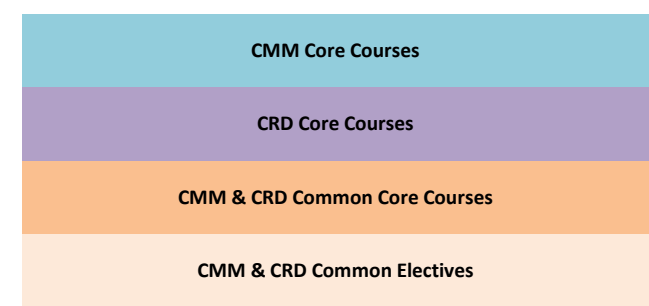 CMM Core Courses
CRD Core Courses
CMM & CRD Common Core Courses
CMM & CRD Common Electives